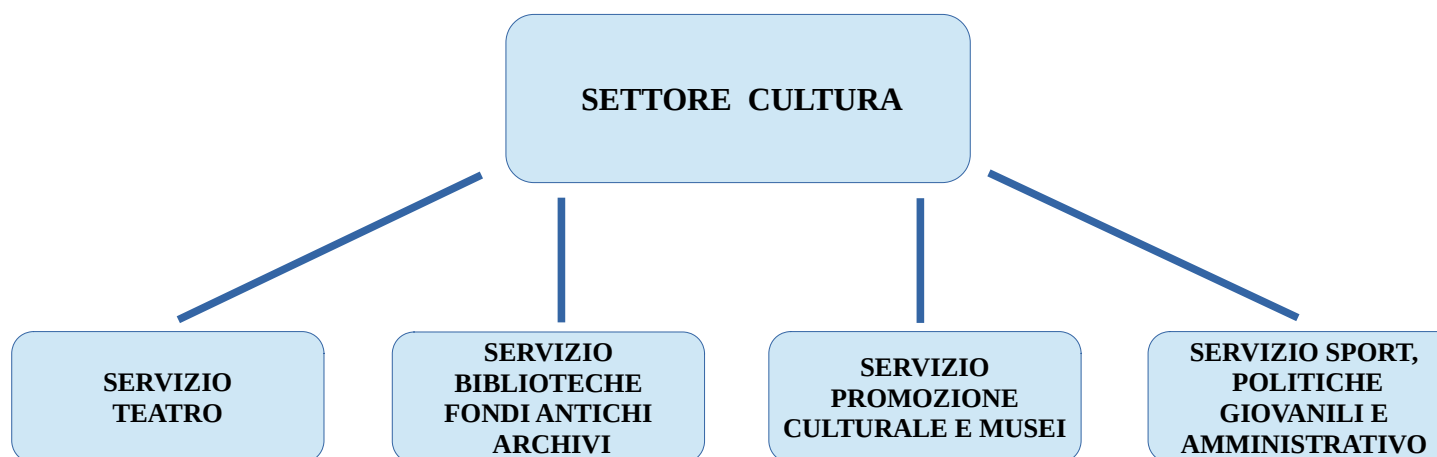 SETTORE CULTURA
SERVIZIO
TEATRO
SERVIZIO
BIBLIOTECHE
FONDI ANTICHI
ARCHIVI
SERVIZIO
PROMOZIONE
CULTURALE E MUSEI
SERVIZIO SPORT,
POLITICHE
GIOVANILI E
AMMINISTRATIVO